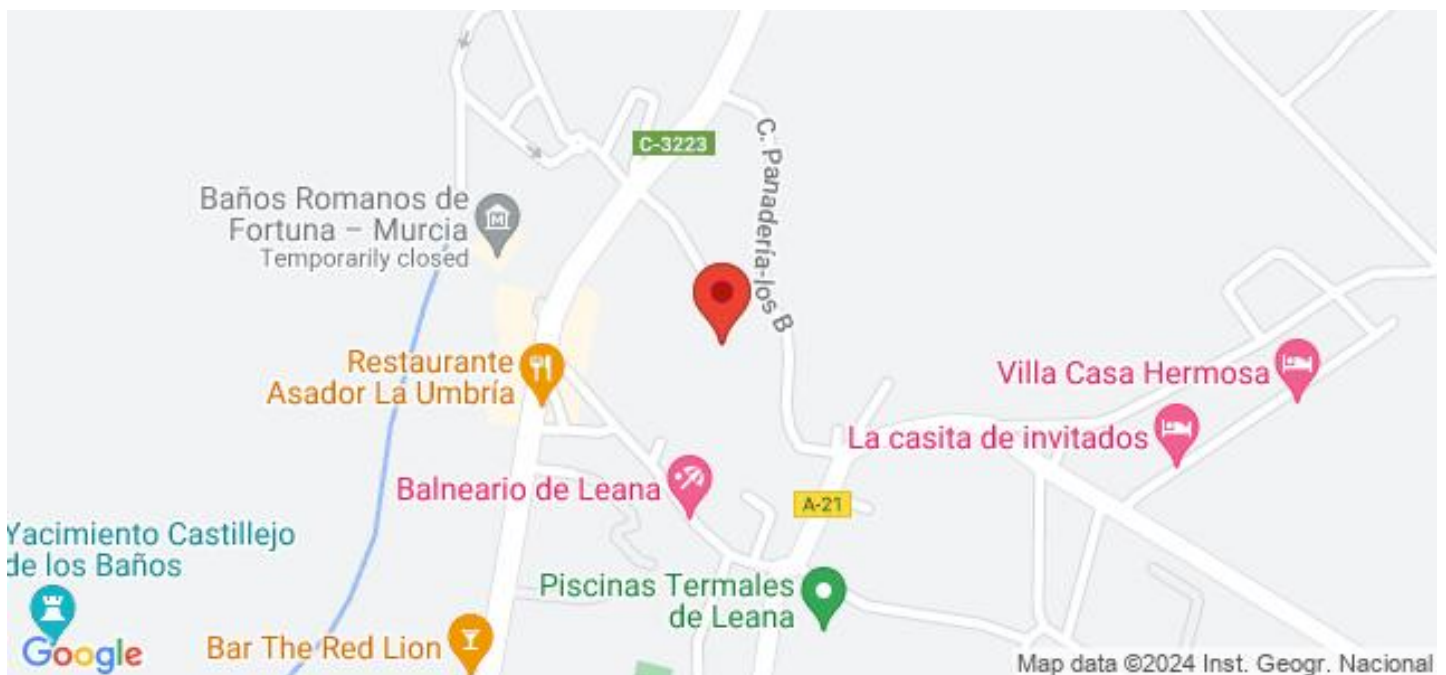 C-3223
C. Panadería-los B
Baños Romanos de
Fortuna – Murcia
Temporarily closed
Restaurante
Asador La Umbría
Villa Casa Hermosa
La casita de invitados
Balneario de Leana
A-21
Yacimiento Castillejo
de los Baños
Piscinas Termales
de Leana
Bar The Red Lion
Google
Map data ©2024 Inst. Geogr. Nacional